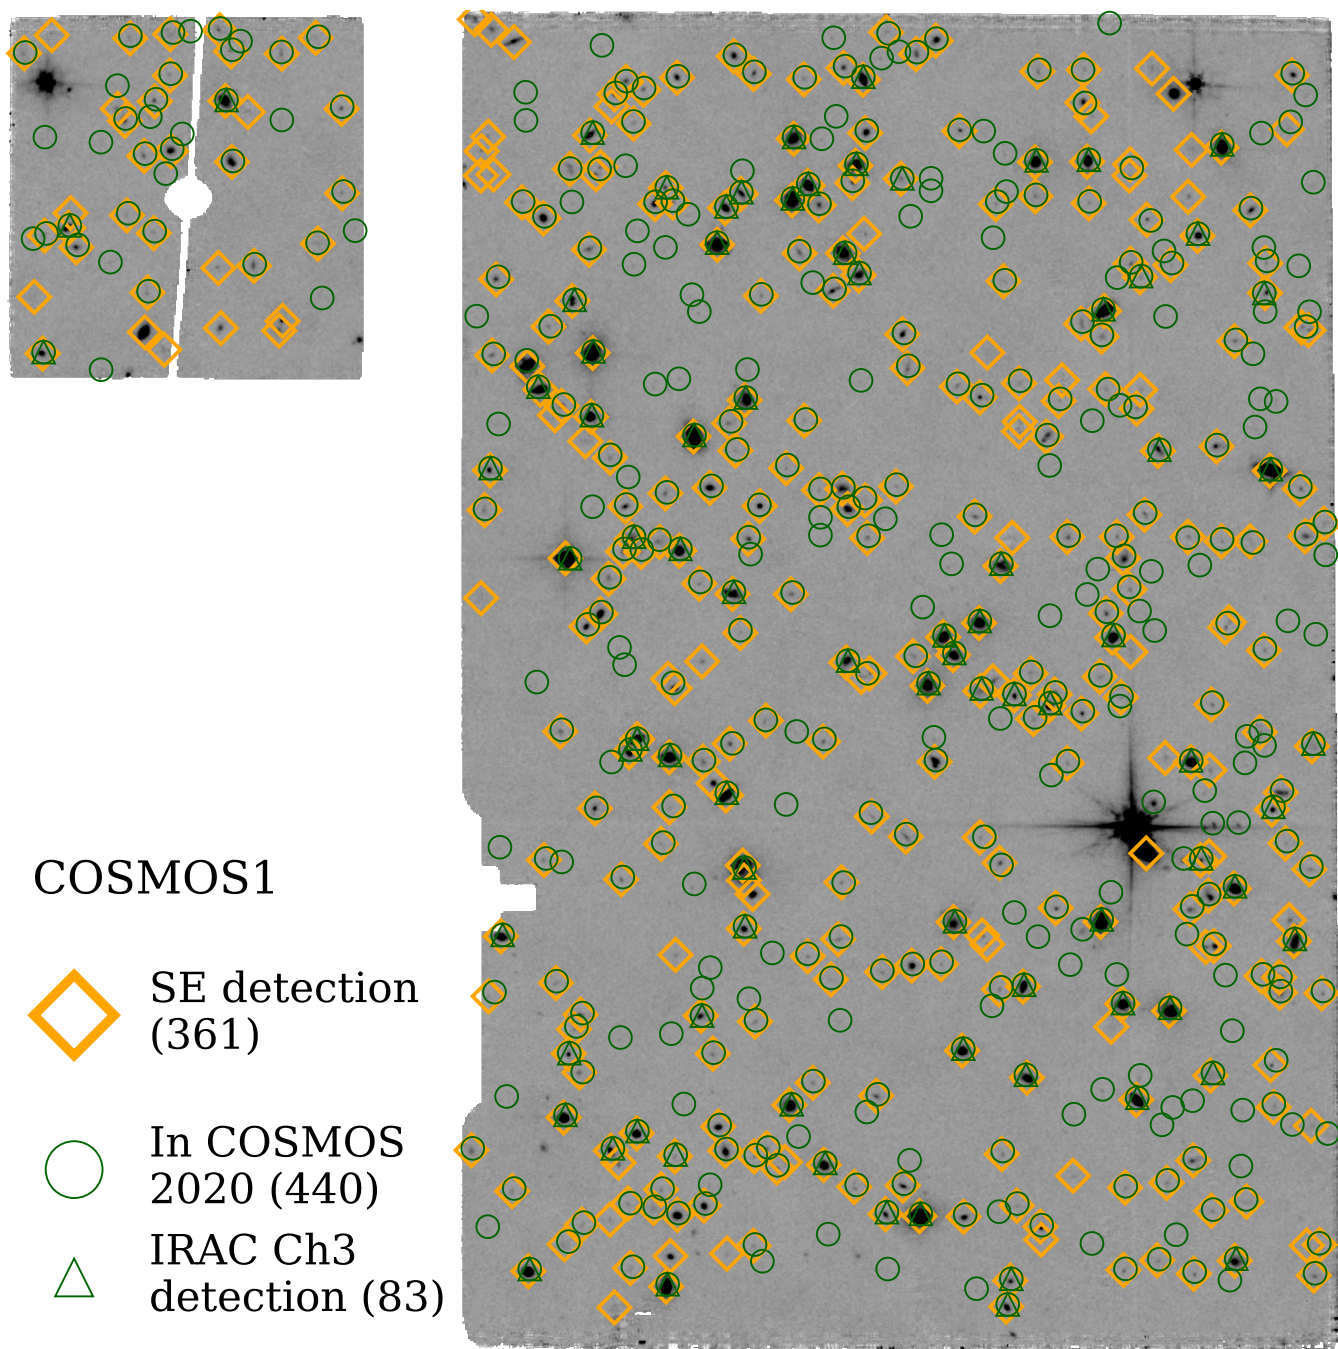 COSMOS1
SE detection
(361)
In COSMOS
2020 (440)
IRAC Ch3
detection (83)